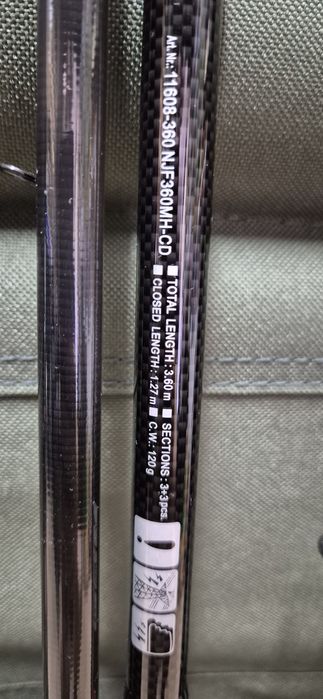 Art. Nr.: 11608-360 NJF360MH-CD
■ TOTAL LENGTH : 3.60 m ■ SECTIONS : 3+3 pcs.
■ CLOSED LENGTH : 1.27 m ■ C.W. : 120 g